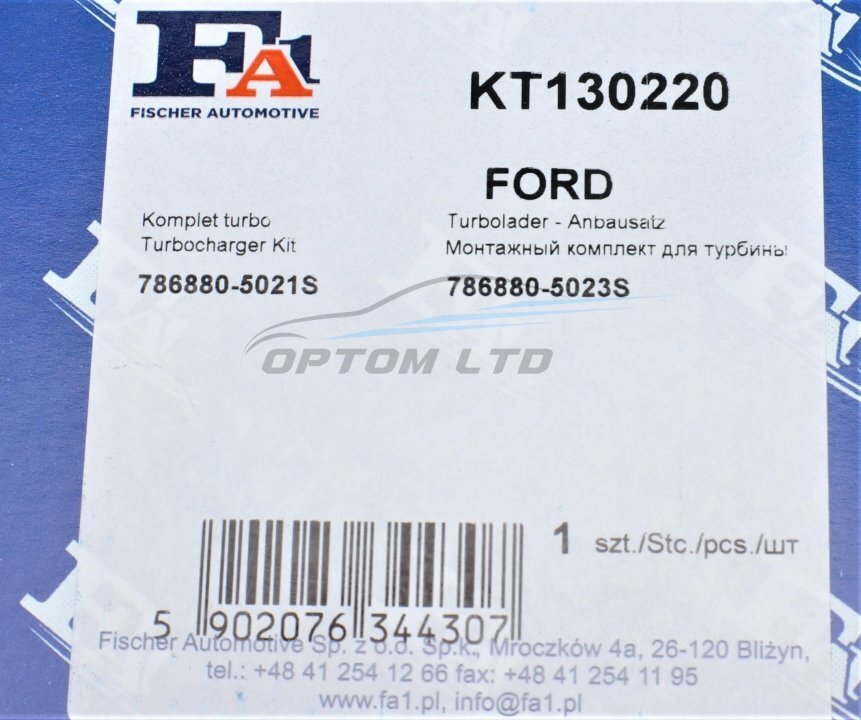 FA1
KT130220
FISCHER AUTOMOTIVE
FORD
Komplet turbo
Turbocharger Kit
Turbolader - Anbausatz
Монтажный комплект для турбины
786880-5021S
786880-5023S
OPTOM LTD
1 szt./Stc./pcs./шт
5 902076 344307
Fischer Automotive Sp. z o.o. Sp.k., Mroczków 4a, 26-120 Bliżyn,
tel.: +48 41 254 12 66 fax: +48 41 254 11 95
www.fa1.pl, info@fa1.pl